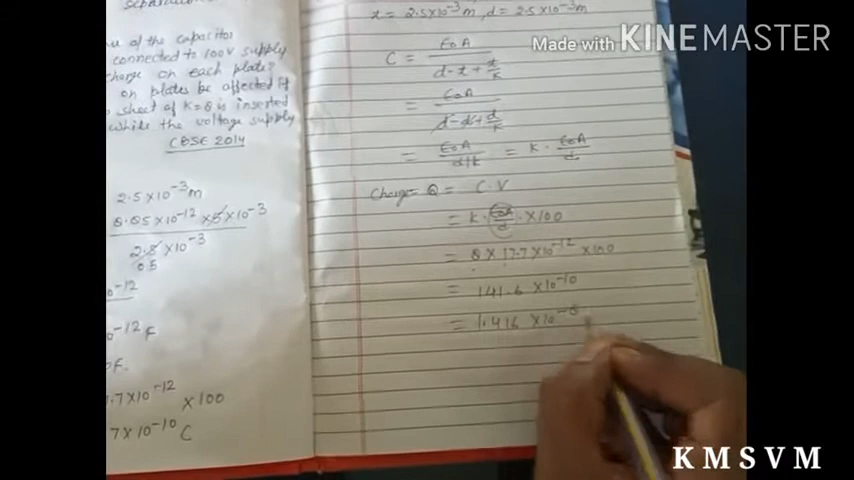 separation
of the capacitor
connected to 100V supply
charge on each plate?
on plates be affected if
sheet of K=8 is inserted
while the voltage supply
CBSE 2014
2.5×10⁻³m
8.85×10⁻¹² ×5×10⁻³
2.5×10⁻³
0.5
10⁻¹²
10⁻¹² F
F.
.7×10⁻¹² ×100
7×10⁻¹⁰ C
t = 2.5×10⁻³m, d = 2.5×10⁻³m
C = ε₀A / d-t+t/K
= ε₀A / d-d+d/K
= ε₀A / d/K = K · ε₀A / d
Charge Q = C.V
= K · ε₀A / d · ×100
= 8 × 17.7×10⁻¹² ×100
= 141.6 ×10⁻¹⁰
= 1.416 ×10⁻⁸
Made with KINEMASTER
KMSVM